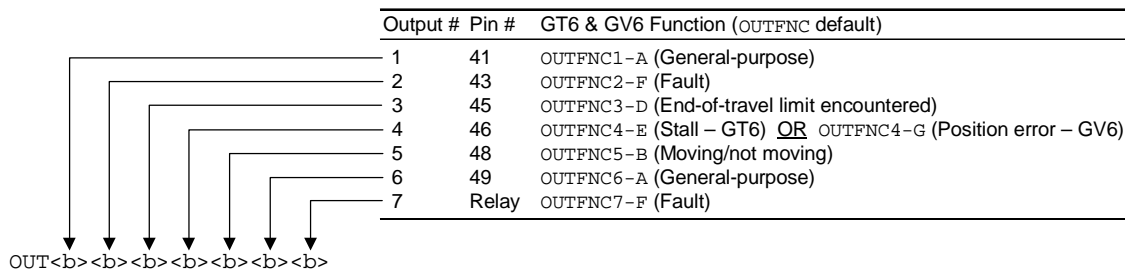 Output # Pin # GT6 & GV6 Function (OUTFNC default)
1 41 OUTFNC1-A (General-purpose)
2 43 OUTFNC2-F (Fault)
3 45 OUTFNC3-D (End-of-travel limit encountered)
4 46 OUTFNC4-E (Stall – GT6) OR OUTFNC4-G (Position error – GV6)
5 48 OUTFNC5-B (Moving/not moving)
6 49 OUTFNC6-A (General-purpose)
7 Relay OUTFNC7-F (Fault)
OUT<b><b><b><b><b><b><b>